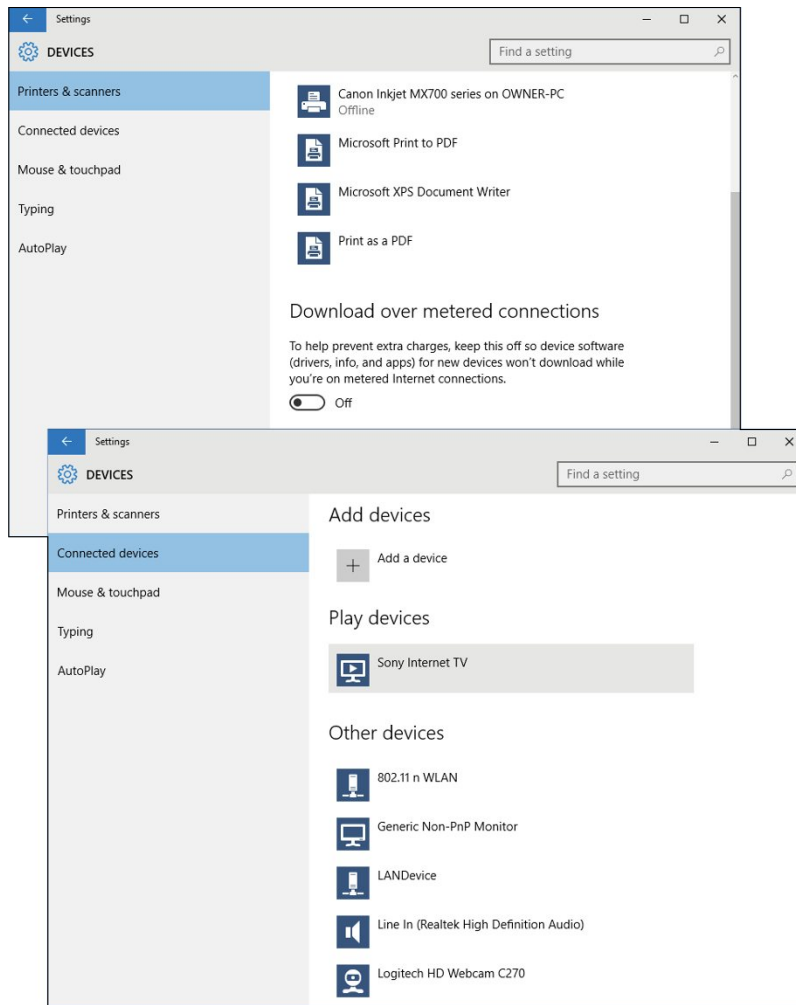 Settings
DEVICES
Find a setting
Printers & scanners
Connected devices
Mouse & touchpad
Typing
AutoPlay
Canon Inkjet MX700 series on OWNER-PC
Offline
Microsoft Print to PDF
Microsoft XPS Document Writer
Print as a PDF
Download over metered connections
To help prevent extra charges, keep this off so device software
(drivers, info, and apps) for new devices won't download while
you're on metered Internet connections.
Off
Settings
DEVICES
Find a setting
Printers & scanners
Connected devices
Mouse & touchpad
Typing
AutoPlay
Add devices
Add a device
Play devices
Sony Internet TV
Other devices
802.11 n WLAN
Generic Non-PnP Monitor
LANDevice
Line In (Realtek High Definition Audio)
Logitech HD Webcam C270